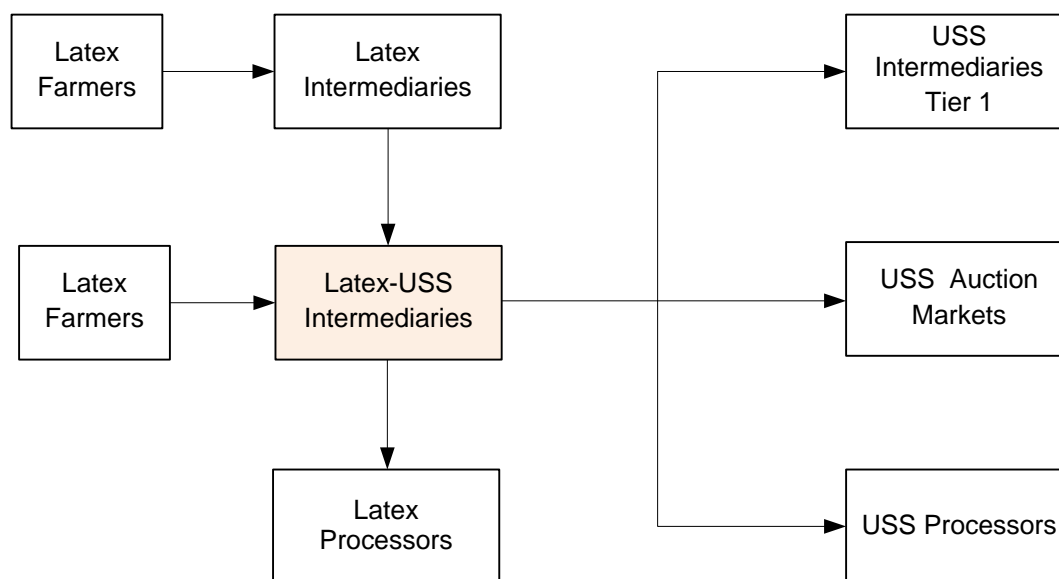 Latex
Farmers
Latex
Intermediaries
USS
Intermediaries
Tier 1
Latex
Farmers
Latex-USS
Intermediaries
USS  Auction
Markets
Latex
Processors
USS Processors